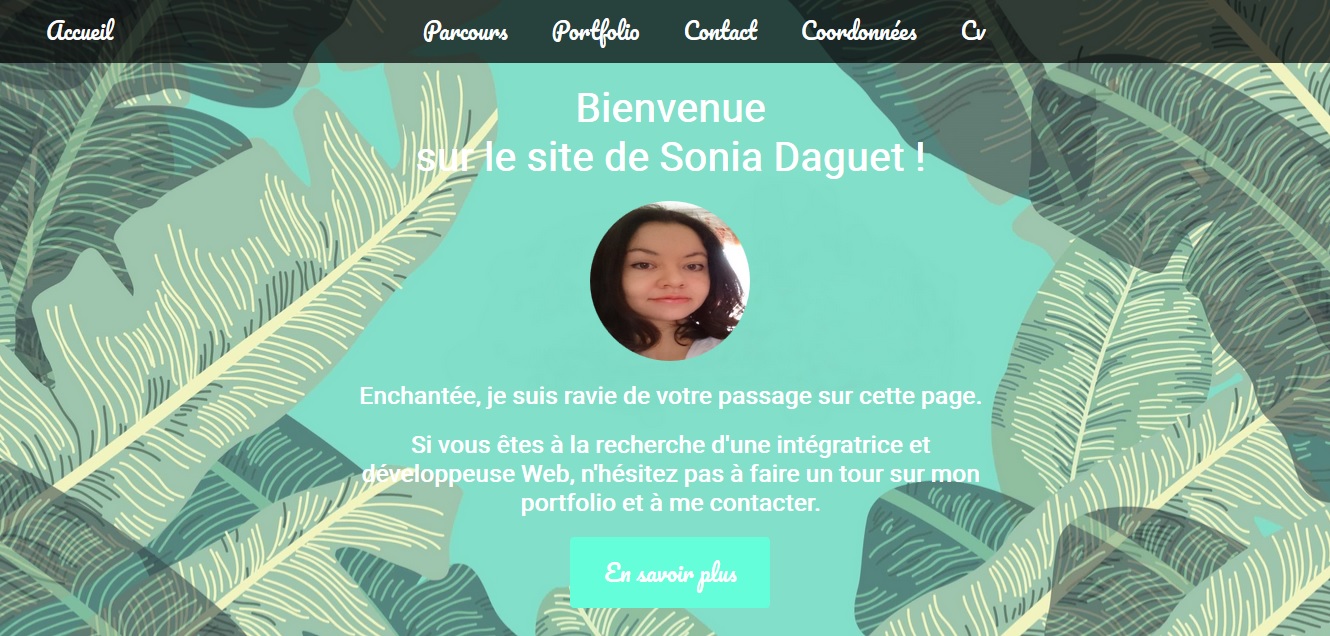 Accueil Parcours Portfolio Contact Coordonnées Cv
Bienvenue
sur le site de Sonia Daguet !
Enchantée, je suis ravie de votre passage sur cette page.
Si vous êtes à la recherche d'une intégratrice et
développeuse Web, n'hésitez pas à faire un tour sur mon
portfolio et à me contacter.
En savoir plus